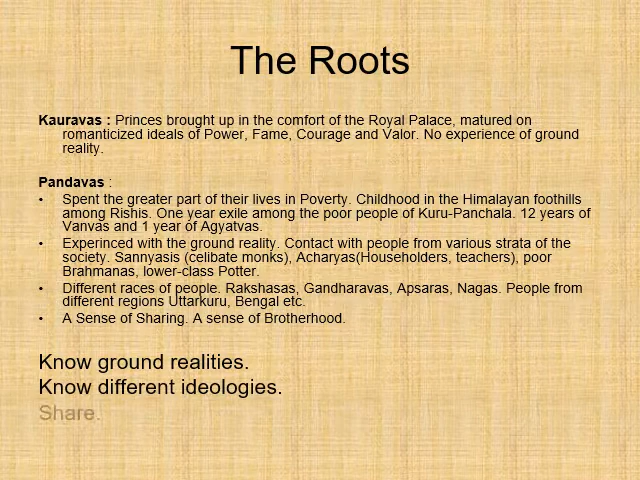 The Roots
Kauravas : Princes brought up in the comfort of the Royal Palace, matured on
romanticized ideals of Power, Fame, Courage and Valor. No experience of ground
reality.
Pandavas :
• Spent the greater part of their lives in Poverty. Childhood in the Himalayan foothills
among Rishis. One year exile among the poor people of Kuru-Panchala. 12 years of
Vanvas and 1 year of Agyatvas.
• Experinced with the ground reality. Contact with people from various strata of the
society. Sannyasis (celibate monks), Acharyas(Householders, teachers), poor
Brahmanas, lower-class Potter.
• Different races of people. Rakshasas, Gandharavas, Apsaras, Nagas. People from
different regions Uttarkuru, Bengal etc.
• A Sense of Sharing. A sense of Brotherhood.
Know ground realities.
Know different ideologies.
Share.